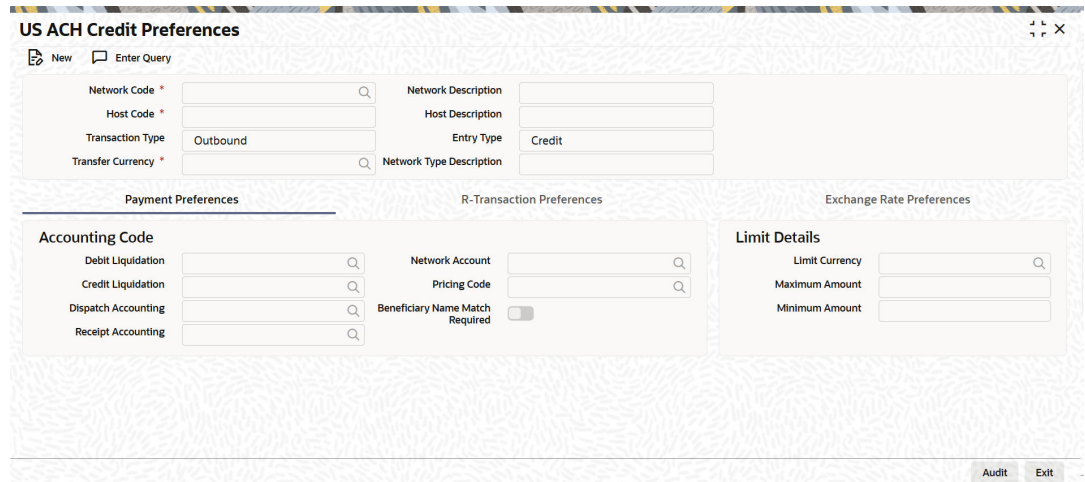 US ACH Credit Preferences
New Enter Query
Network Code * Network Description
Host Code * Host Description
Transaction Type Outbound Entry Type Credit
Transfer Currency * Network Type Description
Payment Preferences R-Transaction Preferences Exchange Rate Preferences
Accounting Code Limit Details
Debit Liquidation Network Account Limit Currency
Credit Liquidation Pricing Code Maximum Amount
Dispatch Accounting Beneficiary Name Match Required Minimum Amount
Receipt Accounting
Audit Exit